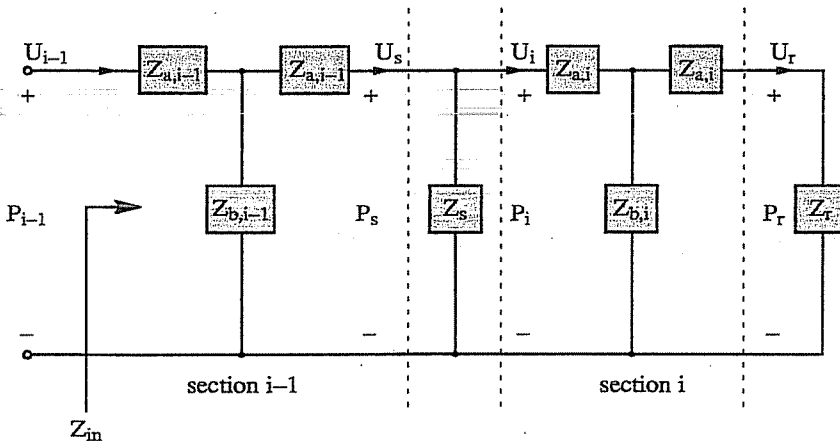 U_{i–1} Z_{a,i–1} Z_{a,i–1} U_s U_i Z_{a,i} Z_{a,i} U_r
+ + + +
P_{i–1} Z_{b,i–1} P_s Z_s P_i Z_{b,i} P_r Z_r
– – – –
section i–1 section i
Z_{in}